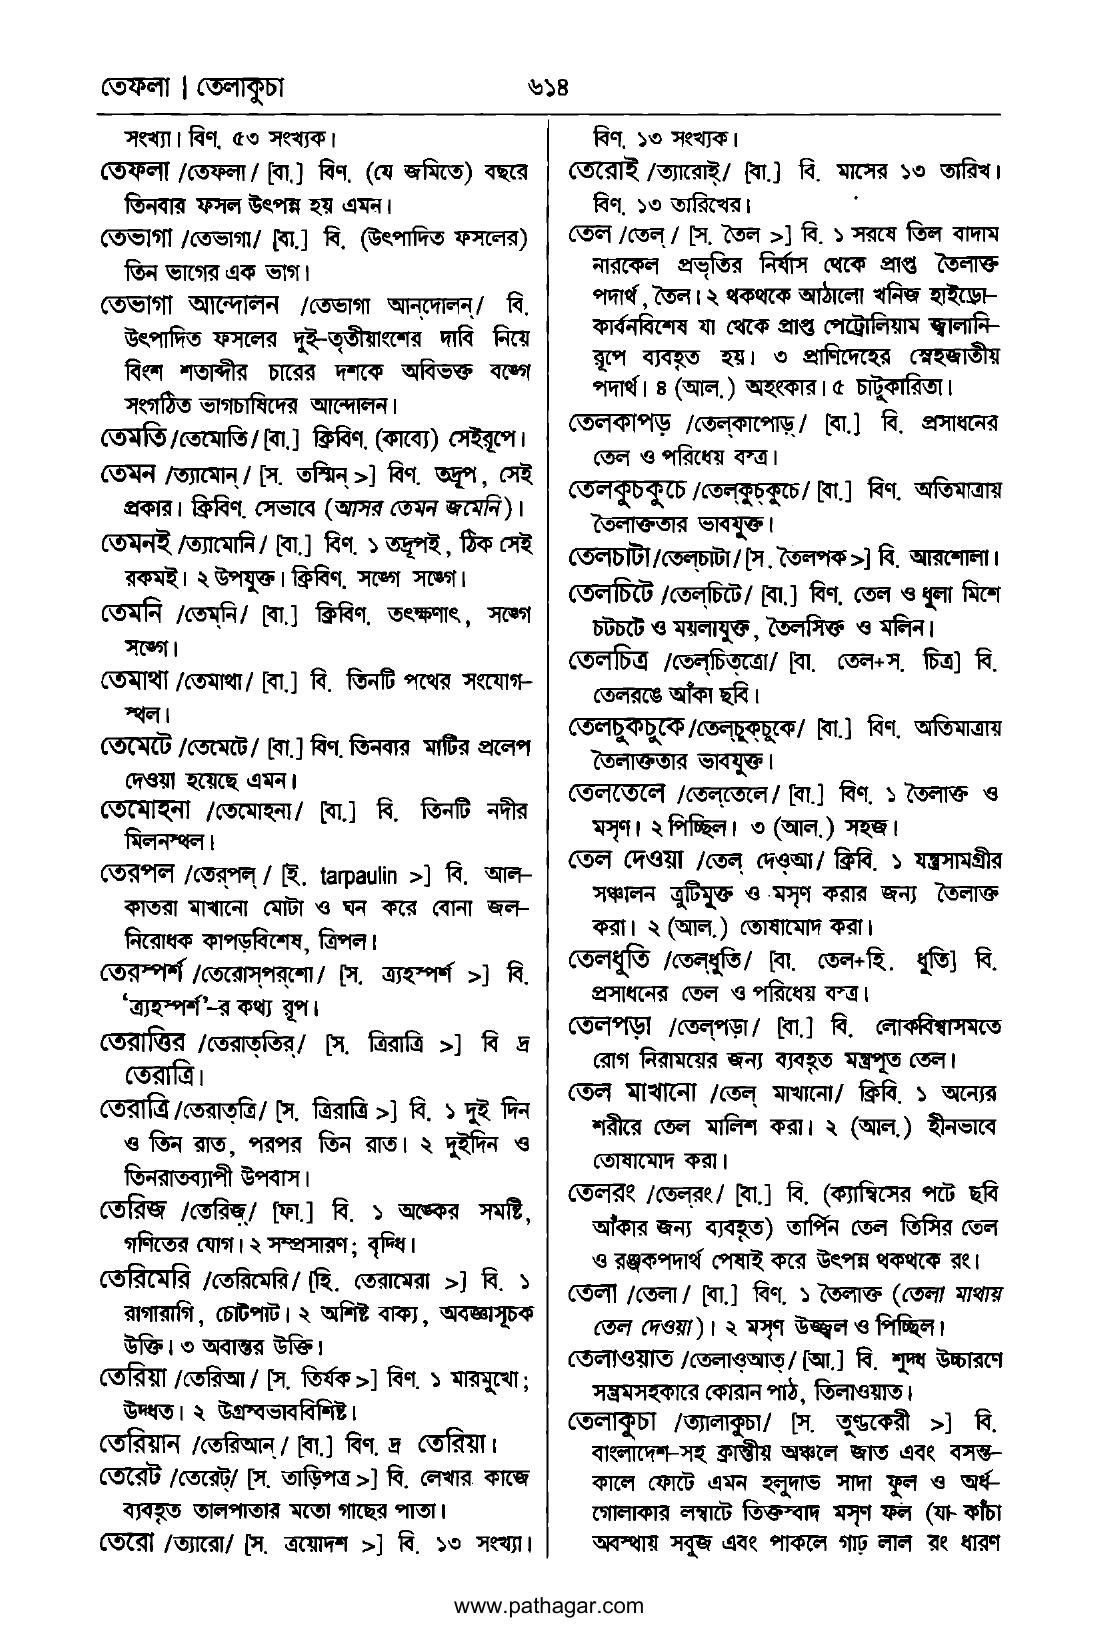 তেফলা | তেলাকুচা
৬১৪
সংখ্যা। বিণ. ৫৩ সংখ্যক।
তেফলা /তেফলা/ [বা.] বিণ. (যে জমিতে) বছরে
তিনবার ফসল উৎপন্ন হয় এমন।
তেভাগা /তেভাগা/ [বা.] বি. (উৎপাদিত ফসলের)
তিন ভাগের এক ভাগ।
তেভাগা আন্দোলন /তেভাগা আন্‌দোলন্‌/ বি.
উৎপাদিত ফসলের দুই-তৃতীয়াংশের দাবি নিয়ে
বিংশ শতাব্দীর চারের দশকে অবিভক্ত বঙ্গে
সংগঠিত ভাগচাষিদের আন্দোলন।
তেমতি /তেমোতি/ [বা.] ক্রিবিণ. (কাব্যে) সেইরূপে।
তেমন /ত্যামোন্‌/ [স. তস্মিন্ >] বিণ. তদ্রূপ, সেই
প্রকার। ক্রিবিণ. সেভাবে (আসর তেমন জমেনি)।
তেমনই /ত্যামোনি/ [বা.] বিণ. ১ তদ্রূপই, ঠিক সেই
রকমই। ২ উপযুক্ত। ক্রিবিণ. সঙ্গে সঙ্গে।
তেমনি /তেম্‌নি/ [বা.] ক্রিবিণ. তৎক্ষণাৎ, সঙ্গে
সঙ্গে।
তেমাথা /তেমাথা/ [বা.] বি. তিনটি পথের সংযোগ-
স্থল।
তেমেটে /তেমেটে/ [বা.] বিণ. তিনবার মাটির প্রলেপ
দেওয়া হয়েছে এমন।
তেমোহনা /তেমোহনা/ [বা.] বি. তিনটি নদীর
মিলনস্থল।
তেরপল /তের্‌পল্‌/ [ই. tarpaulin >] বি. আল-
কাতরা মাখানো মোটা ও ঘন করে বোনা জল-
নিরোধক কাপড়বিশেষ, ত্রিপল।
তেরস্পর্শ /তেরোস্‌পর্‌শো/ [স. ত্র্যহস্পর্শ >] বি.
‘ত্র্যহস্পর্শ’-র কথ্য রূপ।
তেরাত্তির /তেরাত্‌তির্‌/ [স. ত্রিরাত্রি >] বি দ্র
তেরাত্রি।
তেরাত্রি /তেরাত্‌ত্রি/ [স. ত্রিরাত্রি >] বি. ১ দুই দিন
ও তিন রাত, পরপর তিন রাত। ২ দুইদিন ও
তিনরাতব্যাপী উপবাস।
তেরিজ /তেরিজ্‌/ [ফা.] বি. ১ অঙ্কের সমষ্টি,
গণিতের যোগ। ২ সম্প্রসারণ; বৃদ্ধি।
তেরিমেরি /তেরিমেরি/ [হি. তেরামেরা >] বি. ১
রাগারাগি, চোটপাট। ২ অশিষ্ট বাক্য, অবজ্ঞাসূচক
উক্তি। ৩ অবান্তর উক্তি।
তেরিয়া /তেরিআ/ [স. তির্যক >] বিণ. ১ মারমুখো;
উদ্ধত। ২ উগ্রস্বভাববিশিষ্ট।
তেরিয়ান /তেরিআন্‌/ [বা.] বিণ. দ্র তেরিয়া।
তেরেট /তেরেট্‌/ [স. তাড়িপত্র >] বি. লেখার কাজে
ব্যবহৃত তালপাতার মতো গাছের পাতা।
তেরো /ত্যারো/ [স. ত্রয়োদশ >] বি. ১৩ সংখ্যা।
বিণ. ১৩ সংখ্যক।
তেরোই /ত্যারোই্‌/ [বা.] বি. মাসের ১৩ তারিখ।
বিণ. ১৩ তারিখের।
তেল /তেল্‌/ [স. তৈল >] বি. ১ সরষে তিল বাদাম
নারকেল প্রভৃতির নির্যাস থেকে প্রাপ্ত তৈলাক্ত
পদার্থ, তৈল। ২ থকথকে আঠালো খনিজ হাইড্রো-
কার্বনবিশেষ যা থেকে প্রাপ্ত পেট্রোলিয়াম জ্বালানি-
রূপে ব্যবহৃত হয়। ৩ প্রাণিদেহের স্নেহজাতীয়
পদার্থ। ৪ (আল.) অহংকার। ৫ চাটুকারিতা।
তেলকাপড় /তেল্‌কাপোড়্‌/ [বা.] বি. প্রসাধনের
তেল ও পরিধেয় বস্ত্র।
তেলকুচকুচে /তেল্‌কুচ্‌কুচে/ [বা.] বিণ. অতিমাত্রায়
তৈলাক্ততার ভাবযুক্ত।
তেলচাটা /তেল্‌চাটা/ [স. তৈলপক >] বি. আরশোলা।
তেলচিটে /তেল্‌চিটে/ [বা.] বিণ. তেল ও ধুলা মিশে
চটচটে ও ময়লাযুক্ত, তৈলসিক্ত ও মলিন।
তেলচিত্র /তেল্‌চিত্‌ত্রো/ [বা. তেল+স. চিত্র] বি.
তেলরঙে আঁকা ছবি।
তেলচুকচুকে /তেল্‌চুক্‌চুকে/ [বা.] বিণ. অতিমাত্রায়
তৈলাক্ততার ভাবযুক্ত।
তেলতেলে /তেল্‌তেলে/ [বা.] বিণ. ১ তৈলাক্ত ও
মসৃণ। ২ পিচ্ছিল। ৩ (আল.) সহজ।
তেল দেওয়া /তেল্‌ দেও্‌আ/ ক্রিবি. ১ যন্ত্রসামগ্রীর
সঞ্চালন ত্রুটিমুক্ত ও মসৃণ করার জন্য তৈলাক্ত
করা। ২ (আল.) তোষামোদ করা।
তেলধুতি /তেল্‌ধুতি/ [বা. তেল+হি. ধুতি] বি.
প্রসাধনের তেল ও পরিধেয় বস্ত্র।
তেলপড়া /তেল্‌পড়া/ [বা.] বি. লোকবিশ্বাসমতে
রোগ নিরাময়ের জন্য ব্যবহৃত মন্ত্রপূত তেল।
তেল মাখানো /তেল্‌ মাখানো/ ক্রিবি. ১ অন্যের
শরীরে তেল মালিশ করা। ২ (আল.) হীনভাবে
তোষামোদ করা।
তেলরং /তেল্‌রং/ [বা.] বি. (ক্যাম্বিসের পটে ছবি
আঁকার জন্য ব্যবহৃত) তার্পিন তেল তিসির তেল
ও রঞ্জকপদার্থ পেষাই করে উৎপন্ন থকথকে রং।
তেলা /তেলা/ [বা.] বিণ. ১ তৈলাক্ত (তেলা মাথায়
তেল দেওয়া)। ২ মসৃণ উজ্জ্বল ও পিচ্ছিল।
তেলাওয়াত /তেলাও্‌আত্‌/ [আ.] বি. শুদ্ধ উচ্চারণে
সম্ভ্রমসহকারে কোরান পাঠ, তিলাওয়াত।
তেলাকুচা /ত্যালাকুচা/ [স. তুণ্ডকেরী >] বি.
বাংলাদেশ-সহ ক্রান্তীয় অঞ্চলে জাত এবং বসন্ত-
কালে ফোটে এমন হলুদাভ সাদা ফুল ও অর্ধ-
গোলাকার লম্বাটে তিক্তস্বাদ মসৃণ ফল (যা কাঁচা
অবস্থায় সবুজ এবং পাকলে গাঢ় লাল রং ধারণ
www.pathagar.com